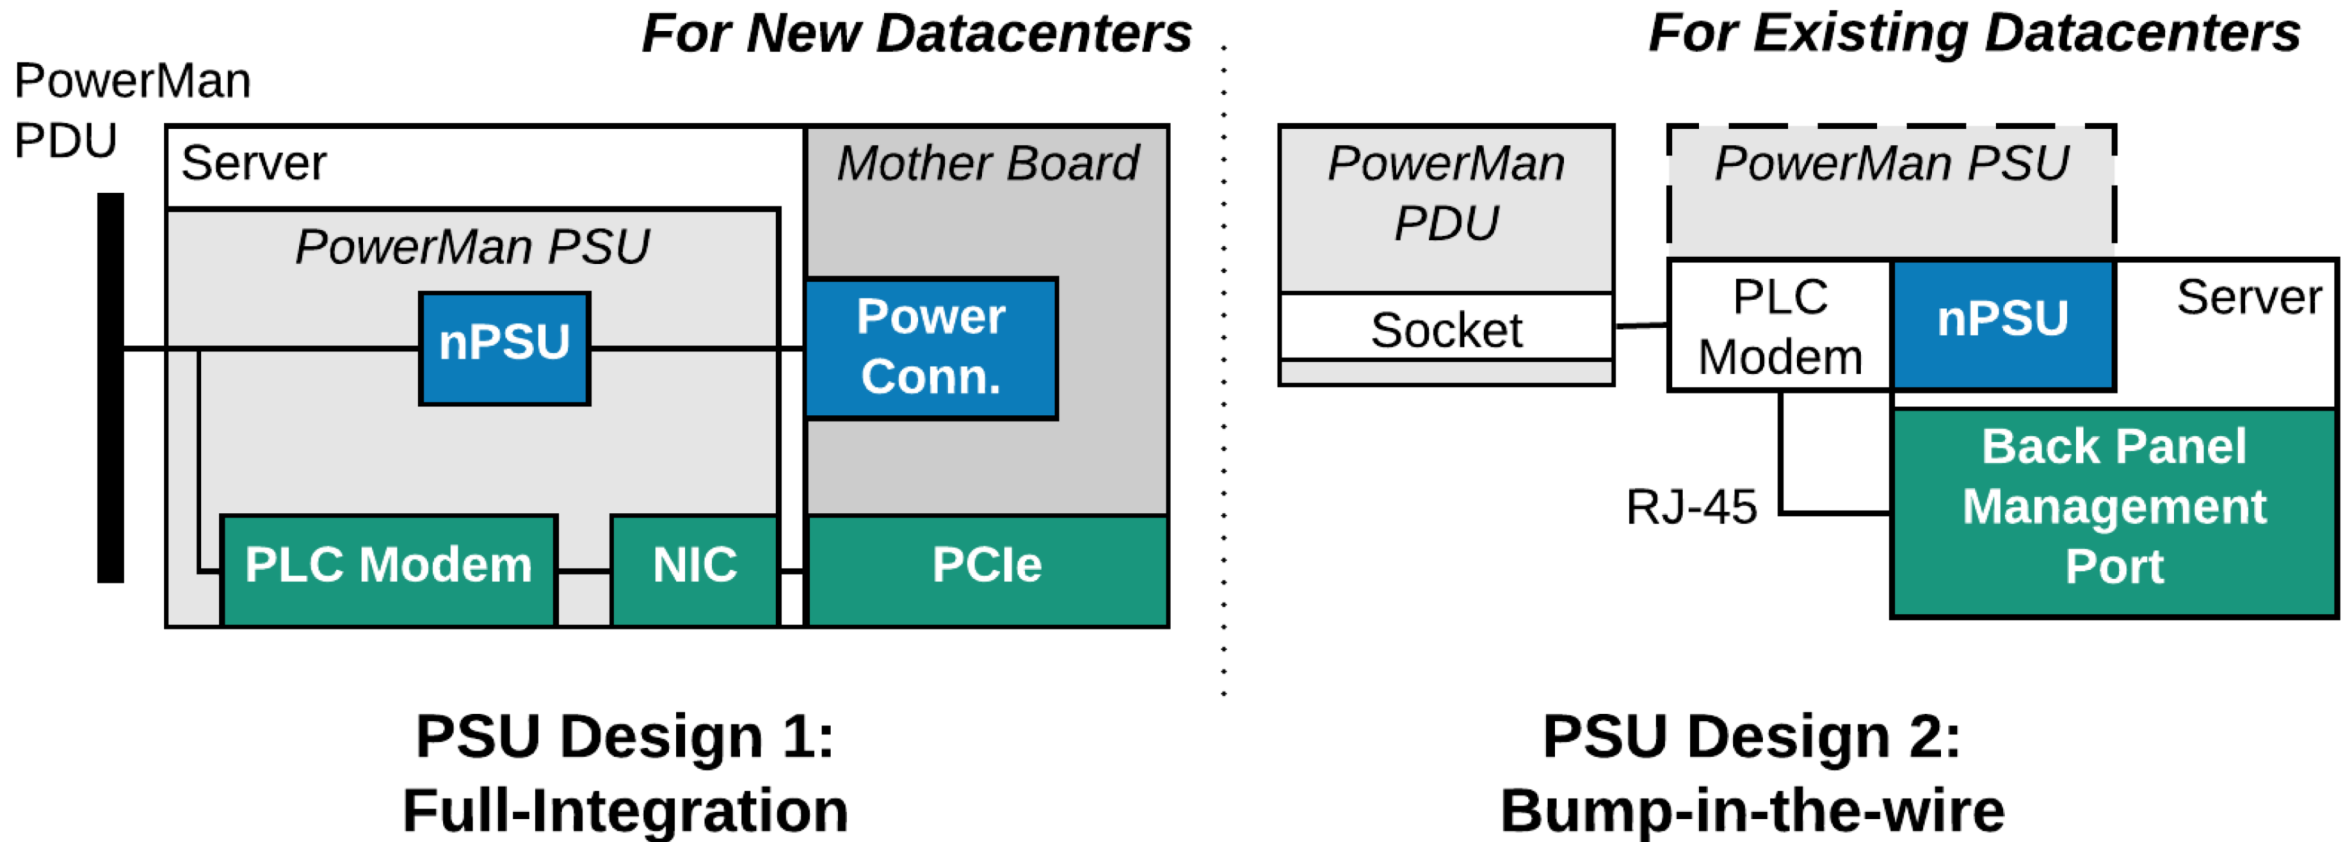 For New Datacenters
For Existing Datacenters
PowerMan
PDU
Server
Mother Board
PowerMan PSU
nPSU
Power
Conn.
PLC Modem
NIC
PCIe
PowerMan
PDU
Socket
PowerMan PSU
PLC
Modem
nPSU
Server
RJ-45
Back Panel
Management
Port
PSU Design 1:
Full-Integration
PSU Design 2:
Bump-in-the-wire